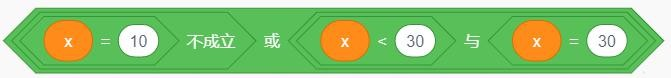 x = 10 不成立 或 x < 30 与 x = 30